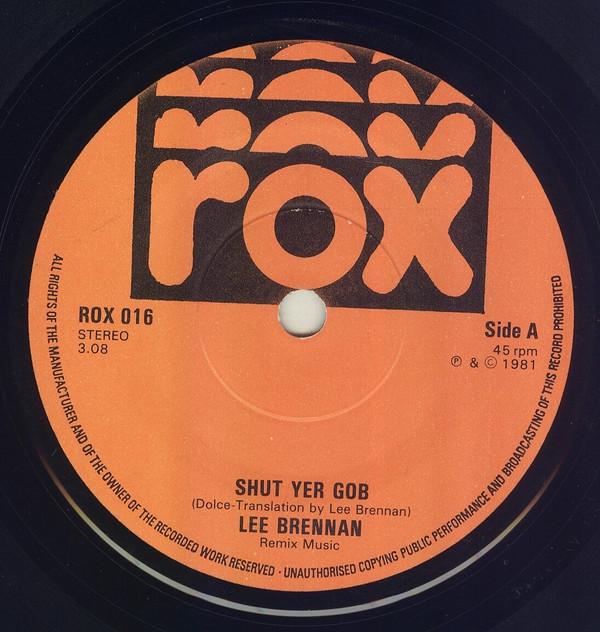 rox
ROX 016
STEREO
3.08
Side A
45 rpm
℗ & © 1981
SHUT YER GOB
(Dolce-Translation by Lee Brennan)
LEE BRENNAN
Remix Music
ALL RIGHTS OF THE MANUFACTURER AND OF THE OWNER OF THE RECORDED WORK RESERVED · UNAUTHORISED COPYING PUBLIC PERFORMANCE AND BROADCASTING OF THIS RECORD PROHIBITED